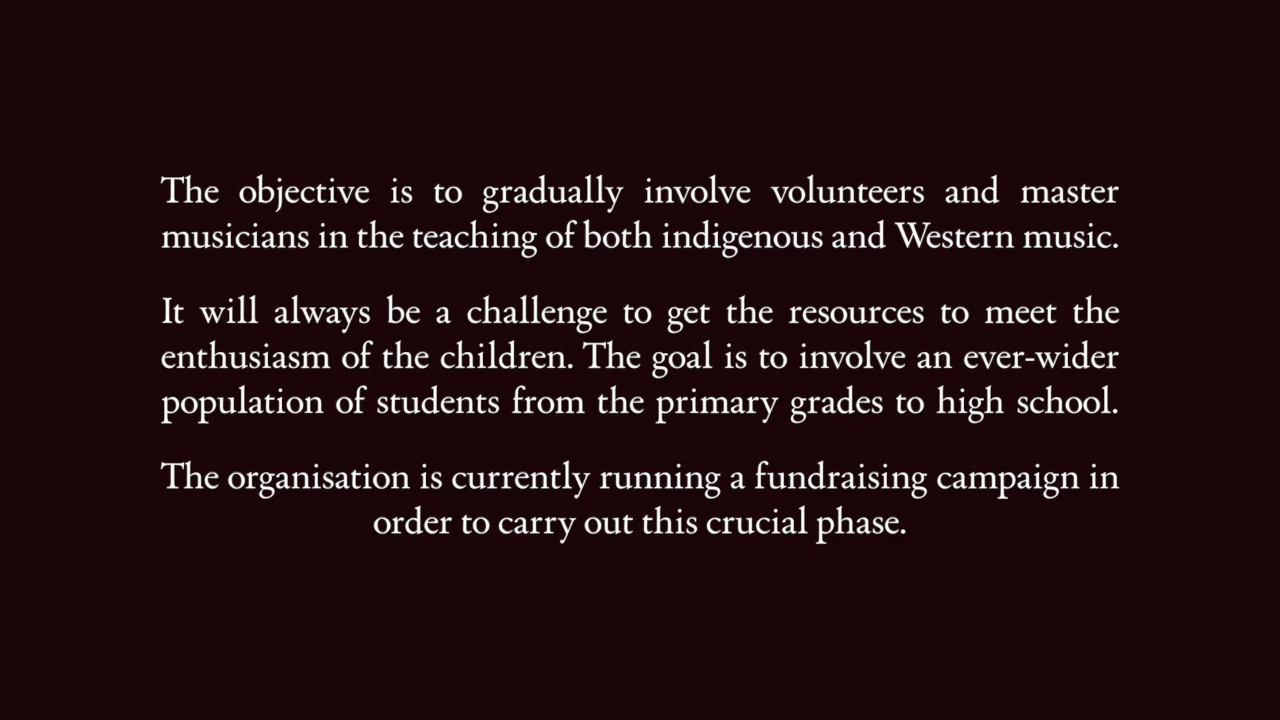 The objective is to gradually involve volunteers and master
musicians in the teaching of both indigenous and Western music.
It will always be a challenge to get the resources to meet the
enthusiasm of the children. The goal is to involve an ever-wider
population of students from the primary grades to high school.
The organisation is currently running a fundraising campaign in
order to carry out this crucial phase.